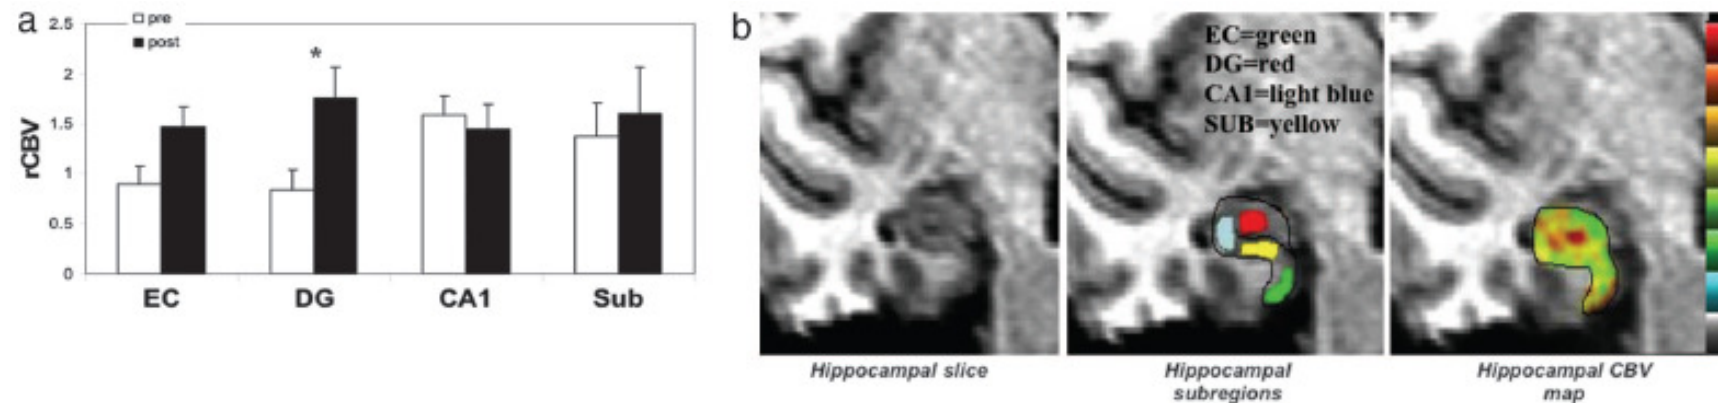 a
2.5
2
1.5
1
0.5
0
rCBV
pre
post
*
EC DG CA1 Sub
b
EC=green
DG=red
CA1=light blue
SUB=yellow
Hippocampal slice
Hippocampal
subregions
Hippocampal CBV
map